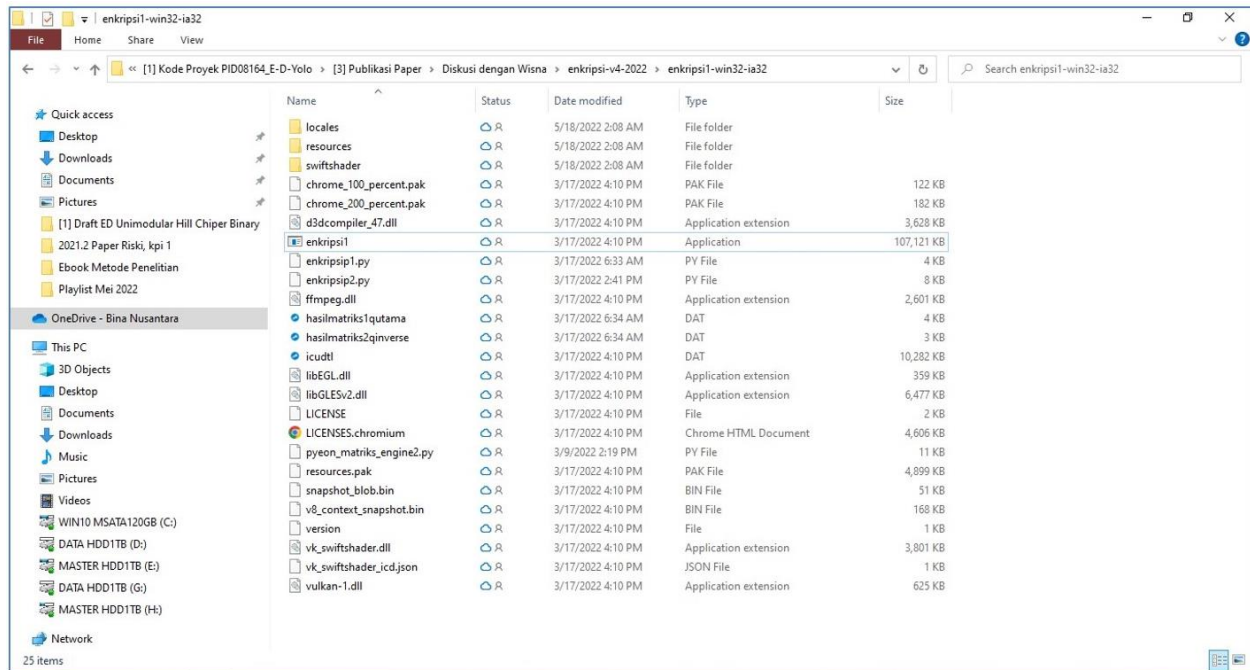 enkripsi1-win32-ia32
File Home Share View
« [1] Kode Proyek PID08164_E-D-Yolo › [3] Publikasi Paper › Diskusi dengan Wisna › enkripsi-v4-2022 › enkripsi1-win32-ia32 Search enkripsi1-win32-ia32
Quick access
Desktop
Downloads
Documents
Pictures
[1] Draft ED Unimodular Hill Chiper Binary
2021.2 Paper Riski, kpi 1
Ebook Metode Penelitian
Playlist Mei 2022
OneDrive - Bina Nusantara
This PC
3D Objects
Desktop
Documents
Downloads
Music
Pictures
Videos
WIN10 MSATA120GB (C:)
DATA HDD1TB (D:)
MASTER HDD1TB (E:)
DATA HDD1TB (G:)
MASTER HDD1TB (H:)
Network
Name Status Date modified Type Size
locales 5/18/2022 2:08 AM File folder
resources 5/18/2022 2:08 AM File folder
swiftshader 5/18/2022 2:08 AM File folder
chrome_100_percent.pak 3/17/2022 4:10 PM PAK File 122 KB
chrome_200_percent.pak 3/17/2022 4:10 PM PAK File 182 KB
d3dcompiler_47.dll 3/17/2022 4:10 PM Application extension 3,628 KB
enkripsi1 3/17/2022 4:10 PM Application 107,121 KB
enkripsip1.py 3/17/2022 6:33 AM PY File 4 KB
enkripsip2.py 3/17/2022 2:41 PM PY File 8 KB
ffmpeg.dll 3/17/2022 4:10 PM Application extension 2,601 KB
hasilmatriks1qutama 3/17/2022 6:34 AM DAT 4 KB
hasilmatriks2qinverse 3/17/2022 6:34 AM DAT 3 KB
icudtl 3/17/2022 4:10 PM DAT 10,282 KB
libEGL.dll 3/17/2022 4:10 PM Application extension 359 KB
libGLESv2.dll 3/17/2022 4:10 PM Application extension 6,477 KB
LICENSE 3/17/2022 4:10 PM File 2 KB
LICENSES.chromium 3/17/2022 4:10 PM Chrome HTML Document 4,606 KB
pyeon_matriks_engine2.py 3/9/2022 2:19 PM PY File 11 KB
resources.pak 3/17/2022 4:10 PM PAK File 4,899 KB
snapshot_blob.bin 3/17/2022 4:10 PM BIN File 51 KB
v8_context_snapshot.bin 3/17/2022 4:10 PM BIN File 168 KB
version 3/17/2022 4:10 PM File 1 KB
vk_swiftshader.dll 3/17/2022 4:10 PM Application extension 3,801 KB
vk_swiftshader_icd.json 3/17/2022 4:10 PM JSON File 1 KB
vulkan-1.dll 3/17/2022 4:10 PM Application extension 625 KB
25 items